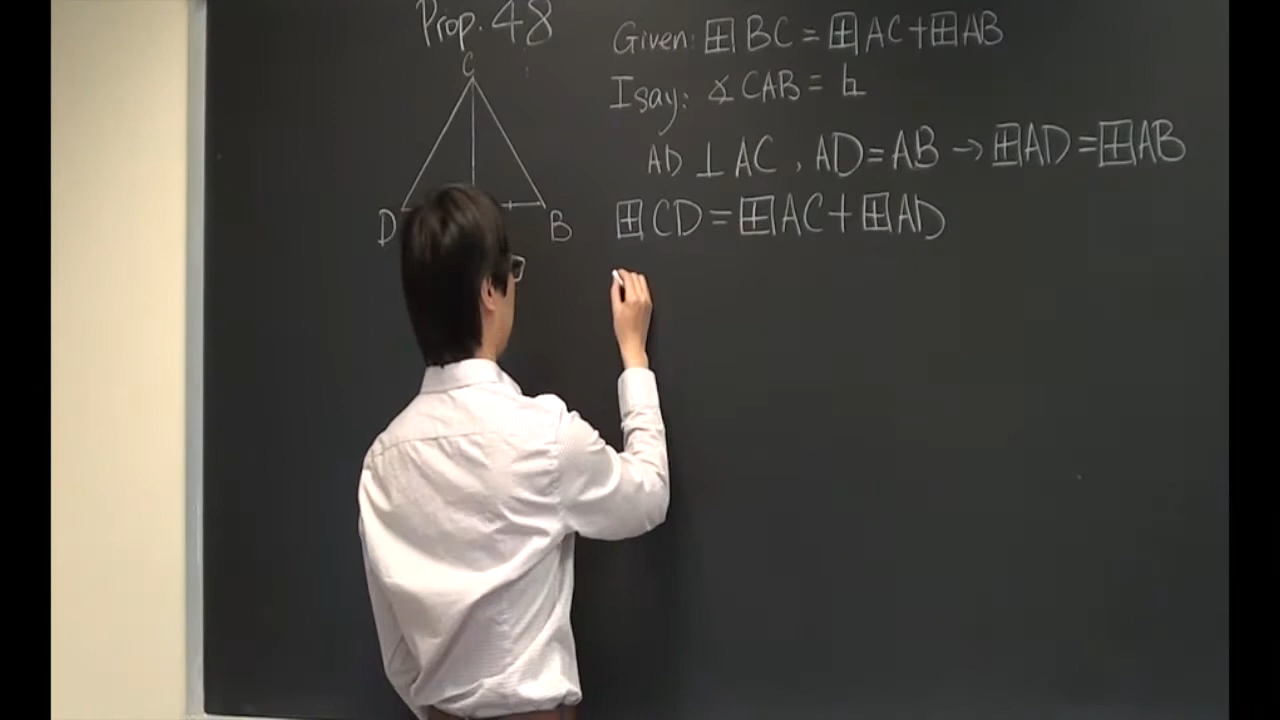 Prop. 48
C
D
B
Given: ⊞ BC = ⊞ AC + ⊞ AB
I say: ∡ CAB = ㅂ
AD ⊥ AC , AD = AB → ⊞ AD = ⊞ AB
⊞ CD = ⊞ AC + ⊞ AD